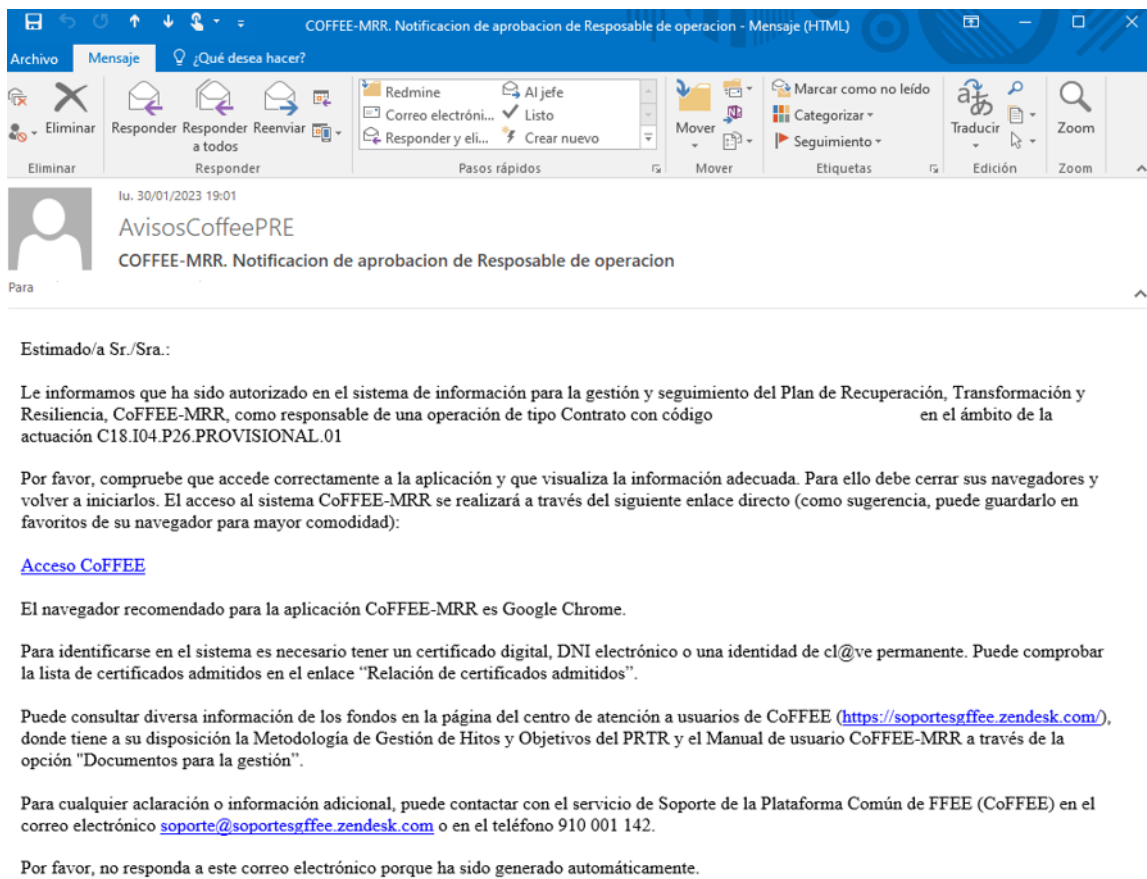 COFFEE-MRR. Notificacion de aprobacion de Resposable de operacion - Mensaje (HTML)
Archivo Mensaje ¿Qué desea hacer?
Eliminar
Responder Responder a todos Reenviar
Redmine Al jefe
Correo electróni... Listo
Responder y eli... Crear nuevo
Mover
Marcar como no leído
Categorizar
Seguimiento
Traducir
Zoom
Eliminar Responder Pasos rápidos Mover Etiquetas Edición Zoom
lu. 30/01/2023 19:01
AvisosCoffeePRE
COFFEE-MRR. Notificacion de aprobacion de Resposable de operacion
Para
Estimado/a Sr./Sra.:
Le informamos que ha sido autorizado en el sistema de información para la gestión y seguimiento del Plan de Recuperación, Transformación y
Resiliencia, CoFFEE-MRR, como responsable de una operación de tipo Contrato con código en el ámbito de la
actuación C18.I04.P26.PROVISIONAL.01
Por favor, compruebe que accede correctamente a la aplicación y que visualiza la información adecuada. Para ello debe cerrar sus navegadores y
volver a iniciarlos. El acceso al sistema CoFFEE-MRR se realizará a través del siguiente enlace directo (como sugerencia, puede guardarlo en
favoritos de su navegador para mayor comodidad):
Acceso CoFFEE
El navegador recomendado para la aplicación CoFFEE-MRR es Google Chrome.
Para identificarse en el sistema es necesario tener un certificado digital, DNI electrónico o una identidad de cl@ve permanente. Puede comprobar
la lista de certificados admitidos en el enlace “Relación de certificados admitidos”.
Puede consultar diversa información de los fondos en la página del centro de atención a usuarios de CoFFEE (https://soportesgffee.zendesk.com/),
donde tiene a su disposición la Metodología de Gestión de Hitos y Objetivos del PRTR y el Manual de usuario CoFFEE-MRR a través de la
opción "Documentos para la gestión”.
Para cualquier aclaración o información adicional, puede contactar con el servicio de Soporte de la Plataforma Común de FFEE (CoFFEE) en el
correo electrónico soporte@soportesgffee.zendesk.com o en el teléfono 910 001 142.
Por favor, no responda a este correo electrónico porque ha sido generado automáticamente.